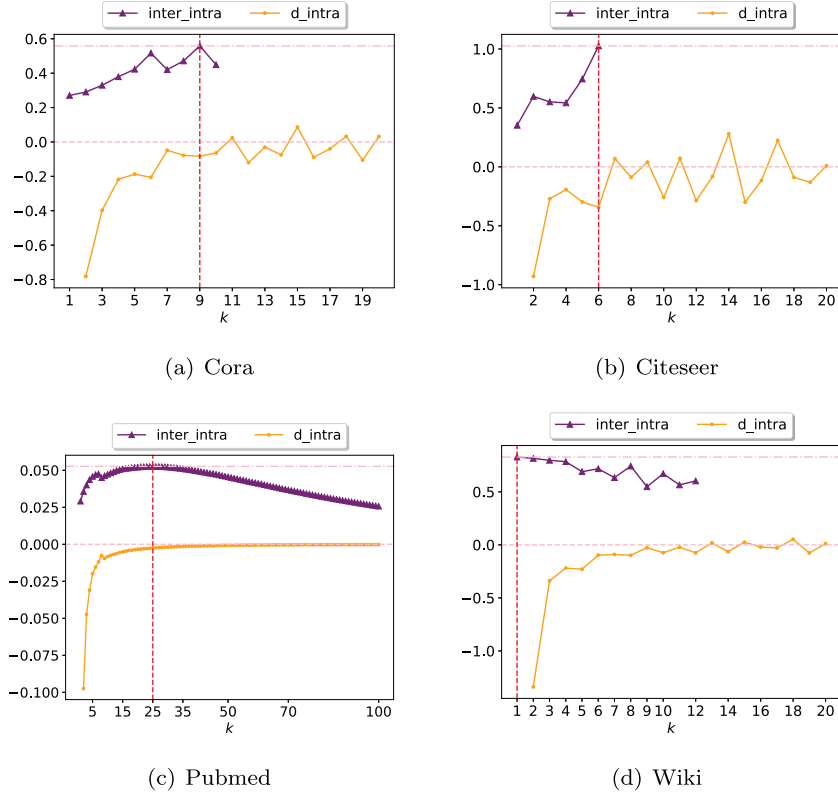 inter_intra d_intra
0.6
0.4
0.2
0.0
−0.2
−0.4
−0.6
−0.8
1 3 5 7 9 11 13 15 17 19
k
(a) Cora
inter_intra d_intra
1.0
0.5
0.0
−0.5
−1.0
2 4 6 8 10 12 14 16 18 20
k
(b) Citeseer
inter_intra d_intra
0.050
0.025
0.000
−0.025
−0.050
−0.075
−0.100
5 15 25 35 50 70 100
k
(c) Pubmed
inter_intra d_intra
0.5
0.0
−0.5
−1.0
1 2 3 4 5 6 7 8 9 10 12 14 16 18 20
k
(d) Wiki